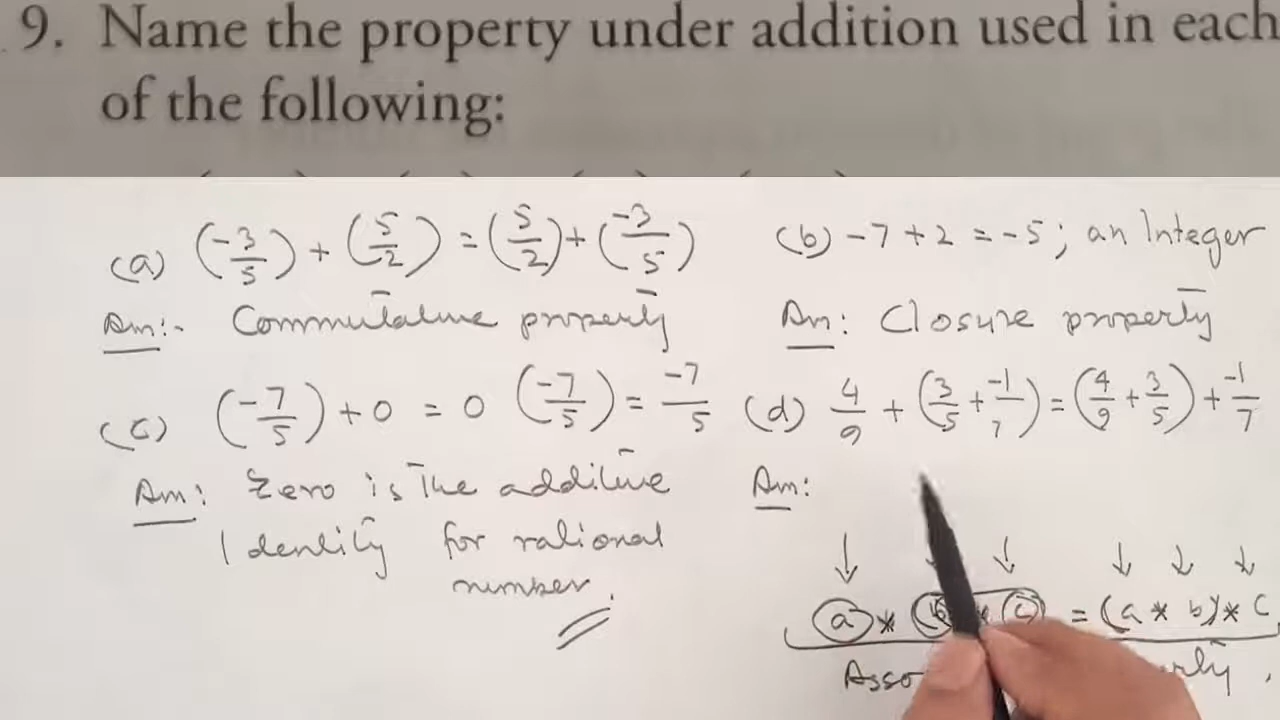 9. Name the property under addition used in each
of the following:
(a) (-3/5) + (5/2) = (5/2) + (-3/5)
Ans:- Commutative property
(b) -7 + 2 = -5; an Integer
Ans: Closure property
(c) (-7/5) + 0 = 0 (-7/5) = -7/5
Ans: Zero is the additive
Identity for rational
number.
(d) 4/9 + (3/5 + -1/7) = (4/9 + 3/5) + -1/7
Ans:
↓ ↓ ↓ ↓ ↓
a * (b * c) = (a * b) * c